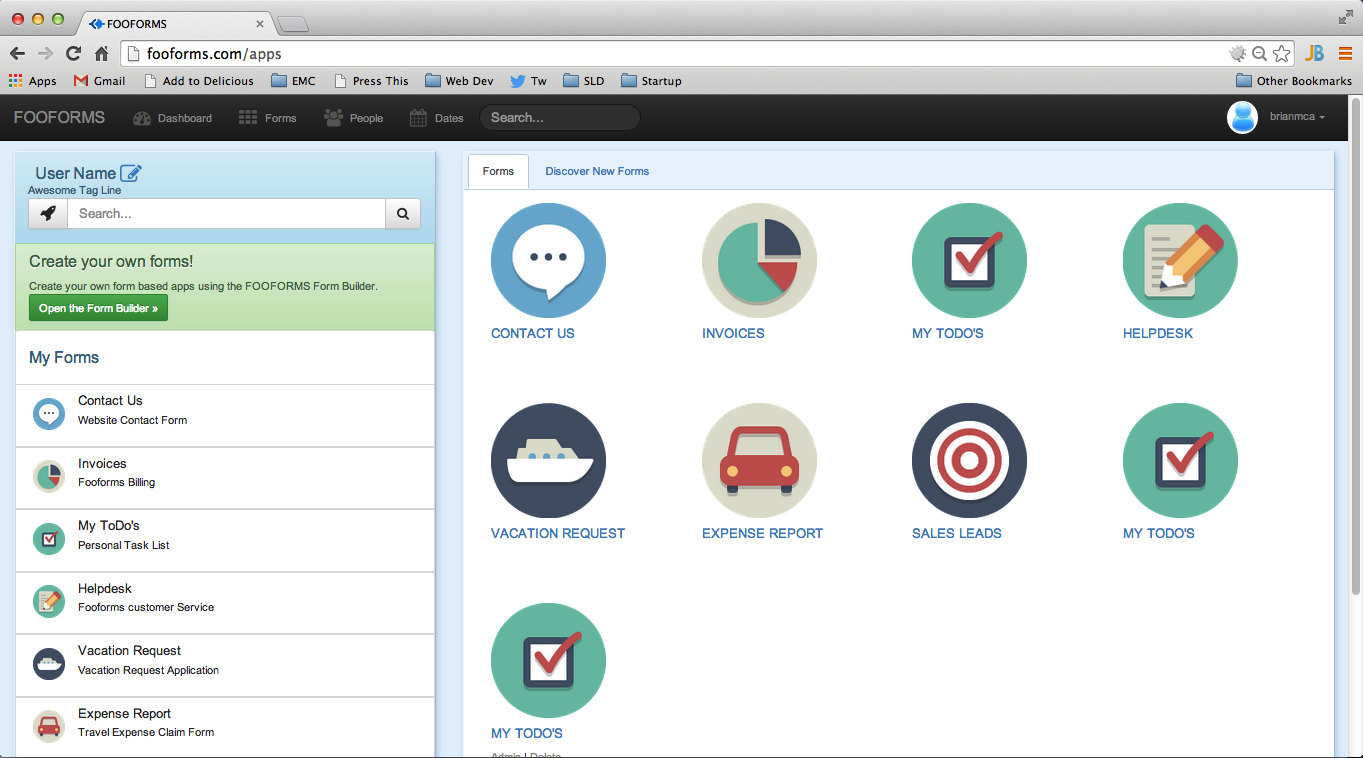 FOOFORMS
fooforms.com/apps
Apps Gmail Add to Delicious EMC Press This Web Dev Tw SLD Startup Other Bookmarks
JB
FOOFORMS Dashboard Forms People Dates Search... brianmca
User Name
Awesome Tag Line
Search...
Create your own forms!
Create your own form based apps using the FOOFORMS Form Builder.
Open the Form Builder »
My Forms
Contact Us
Website Contact Form
Invoices
Fooforms Billing
My ToDo's
Personal Task List
Helpdesk
Fooforms customer Service
Vacation Request
Vacation Request Application
Expense Report
Travel Expense Claim Form
Forms Discover New Forms
CONTACT US INVOICES MY TODO'S HELPDESK
VACATION REQUEST EXPENSE REPORT SALES LEADS MY TODO'S
MY TODO'S
Admin | Delete